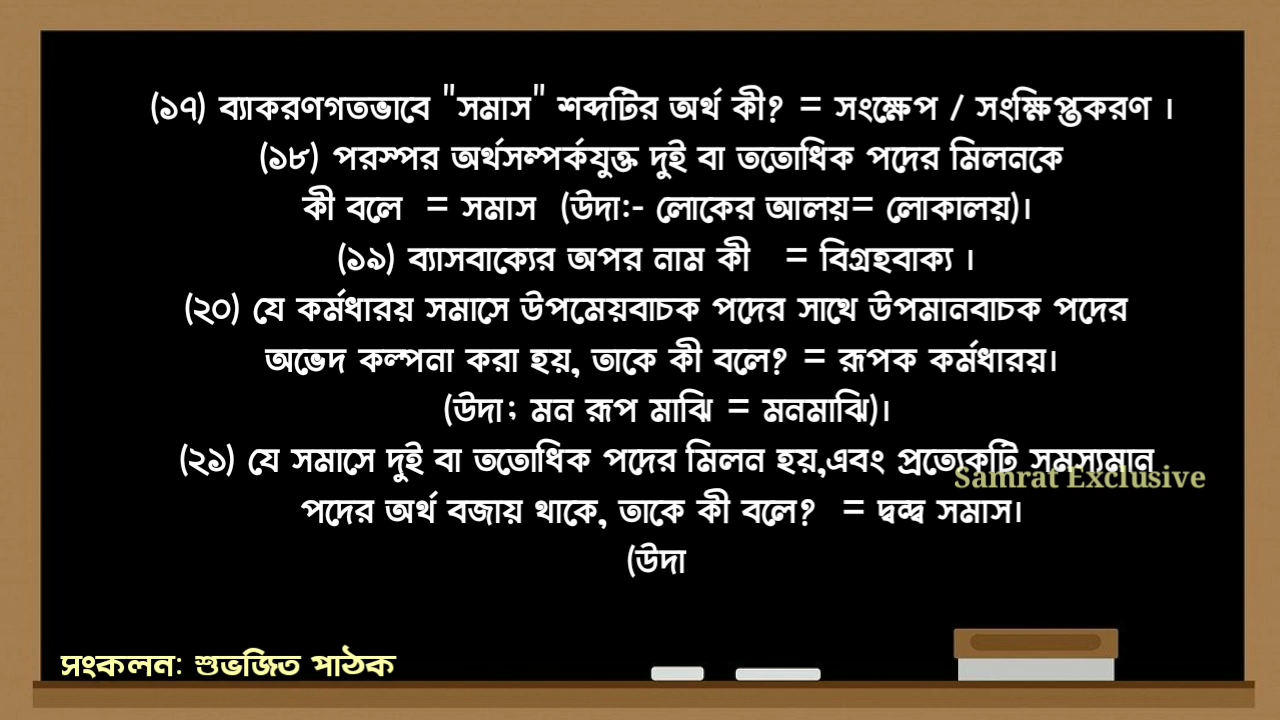 (১৭) ব্যাকরণগতভাবে "সমাস" শব্দটির অর্থ কী? = সংক্ষেপ / সংক্ষিপ্তকরণ ।
(১৮) পরস্পর অর্থসম্পর্কযুক্ত দুই বা ততোধিক পদের মিলনকে
কী বলে = সমাস (উদাঃ- লোকের আলয়= লোকালয়)।
(১৯) ব্যাসবাক্যের অপর নাম কী = বিগ্রহবাক্য ।
(২০) যে কর্মধারয় সমাসে উপমেয়বাচক পদের সাথে উপমানবাচক পদের
অভেদ কল্পনা করা হয়, তাকে কী বলে? = রূপক কর্মধারয়।
(উদা; মন রূপ মাঝি = মনমাঝি)।
(২১) যে সমাসে দুই বা ততোধিক পদের মিলন হয়,এবং প্রত্যেকটি সমস্যমান
Samrat Exclusive
পদের অর্থ বজায় থাকে, তাকে কী বলে? = দ্বন্দ্ব সমাস।
(উদা
সংকলন: শুভজিত পাঠক